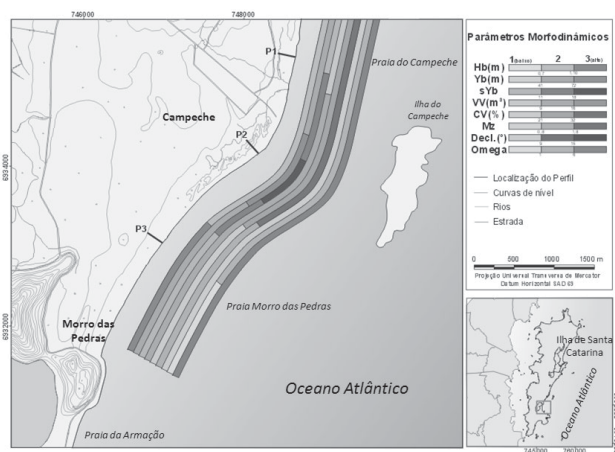 746000 748000
P1
Praia do Campeche
Ilha do
Campeche
Campeche
P2
6934000
P3
Praia Morro das Pedras
6932000
Morro das
Pedras
Oceano Atlântico
Praia da Armação
Parâmetros Morfodinâmicos
1(baixo) 2 3(alto)
Hb(m)
Yb(m)
sYb
VV(m³)
CV(%)
Mz
Decl.(°)
Omega
Localização do Perfil
Curvas de nível
Rios
Estrada
0 500 1000 1500 m
Projeção Universal Transversa de Mercator
Datum Horizontal SAD 69
Ilha de Santa
Catarina
Oceano Atlântico